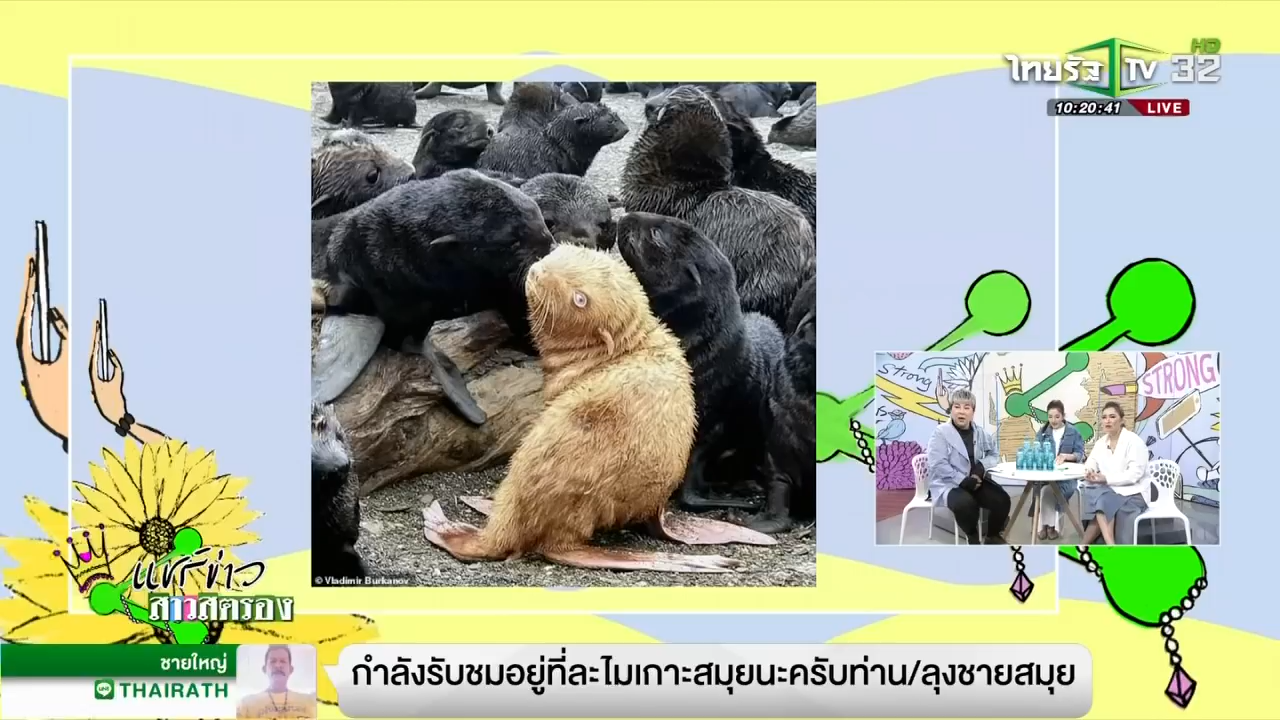 ไทยรัฐ TV 32 HD
10:20:41 LIVE
strong
STRONG
© Vladimir Burkanov
แชร์ข่าว
สาวสตรอง
ชายใหญ่
LINE THAIRATH
กำลังรับชมอยู่ที่ละไมเกาะสมุยนะครับท่าน/ลุงชายสมุย